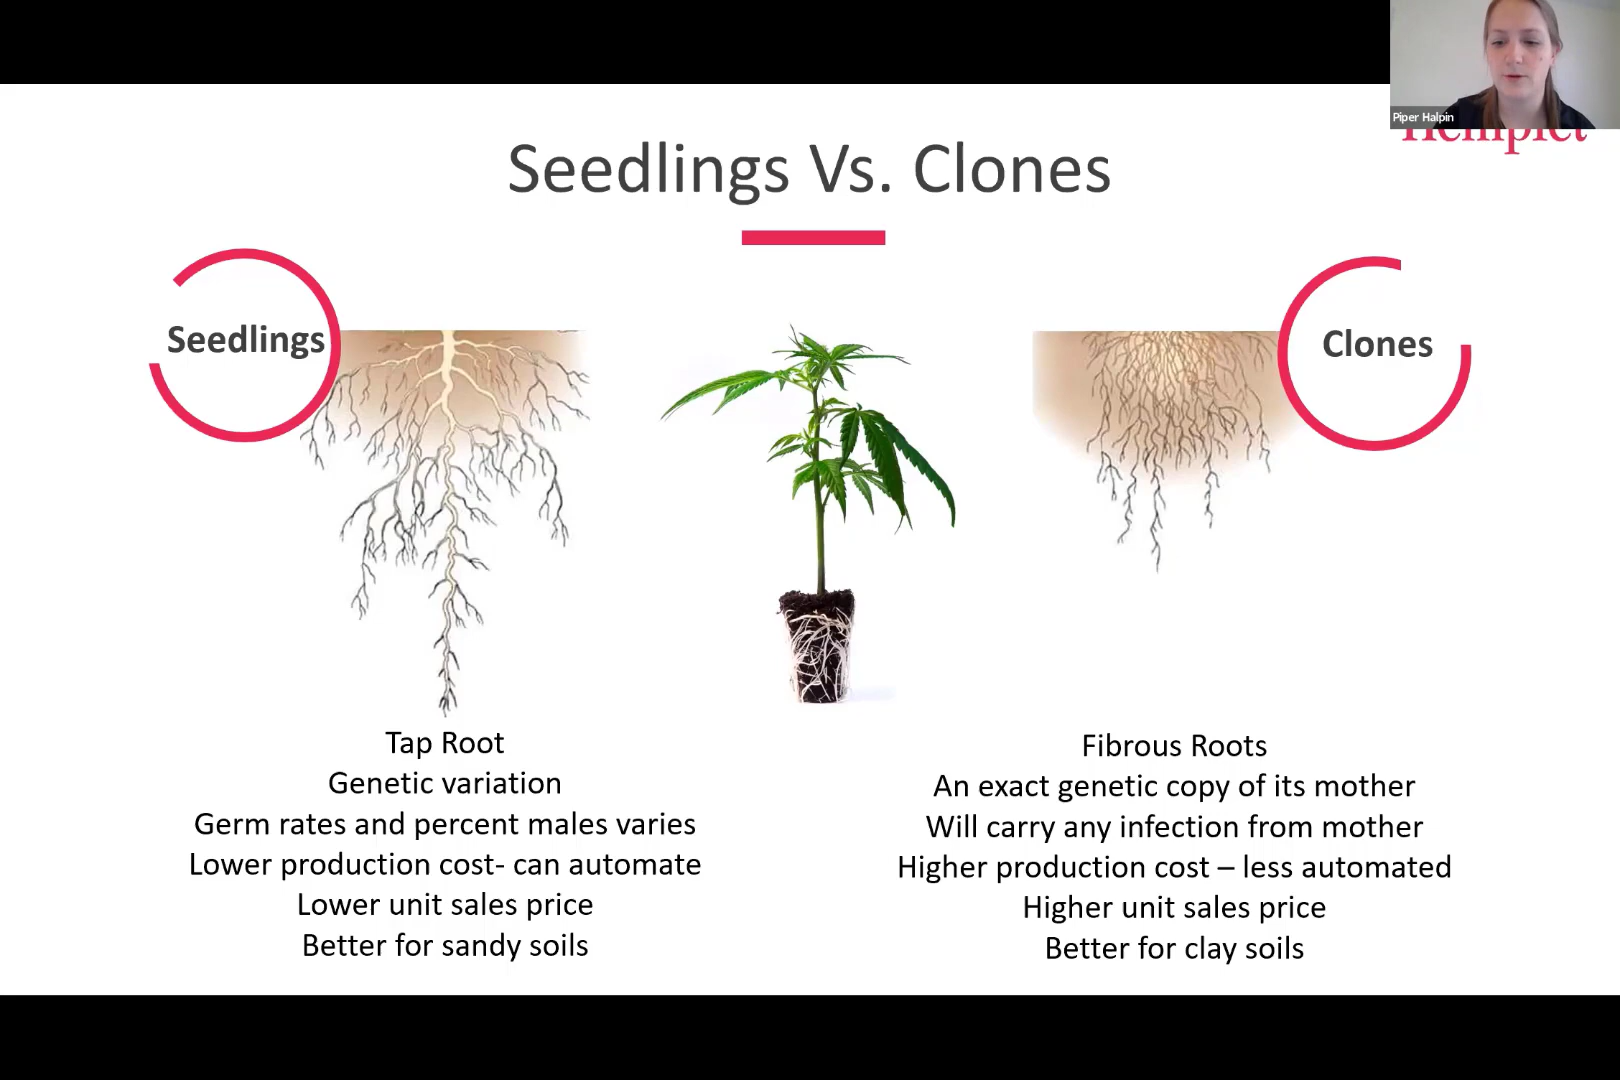 Piper Halpin
Seedlings Vs. Clones
Seedlings
Clones
Tap Root
Genetic variation
Germ rates and percent males varies
Lower production cost- can automate
Lower unit sales price
Better for sandy soils
Fibrous Roots
An exact genetic copy of its mother
Will carry any infection from mother
Higher production cost – less automated
Higher unit sales price
Better for clay soils